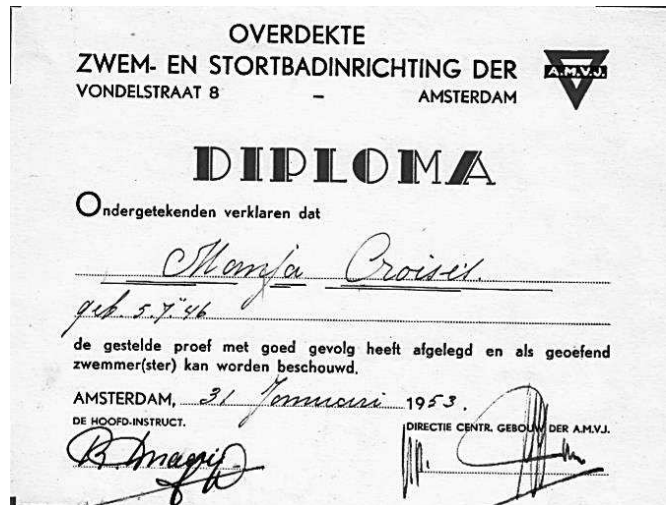 OVERDEKTE
ZWEM- EN STORTBADINRICHTING DER
A.M.V.J.
VONDELSTRAAT 8 – AMSTERDAM
DIPLOMA
Ondergetekenden verklaren dat
Manja Croiset.
geb. 5.7.'46
de gestelde proef met goed gevolg heeft afgelegd en als geoefend
zwemmer(ster) kan worden beschouwd.
AMSTERDAM, 31 Januari 1953.
DE HOOFD-INSTRUCT.
DIRECTIE CENTR. GEBOUW DER A.M.V.J.